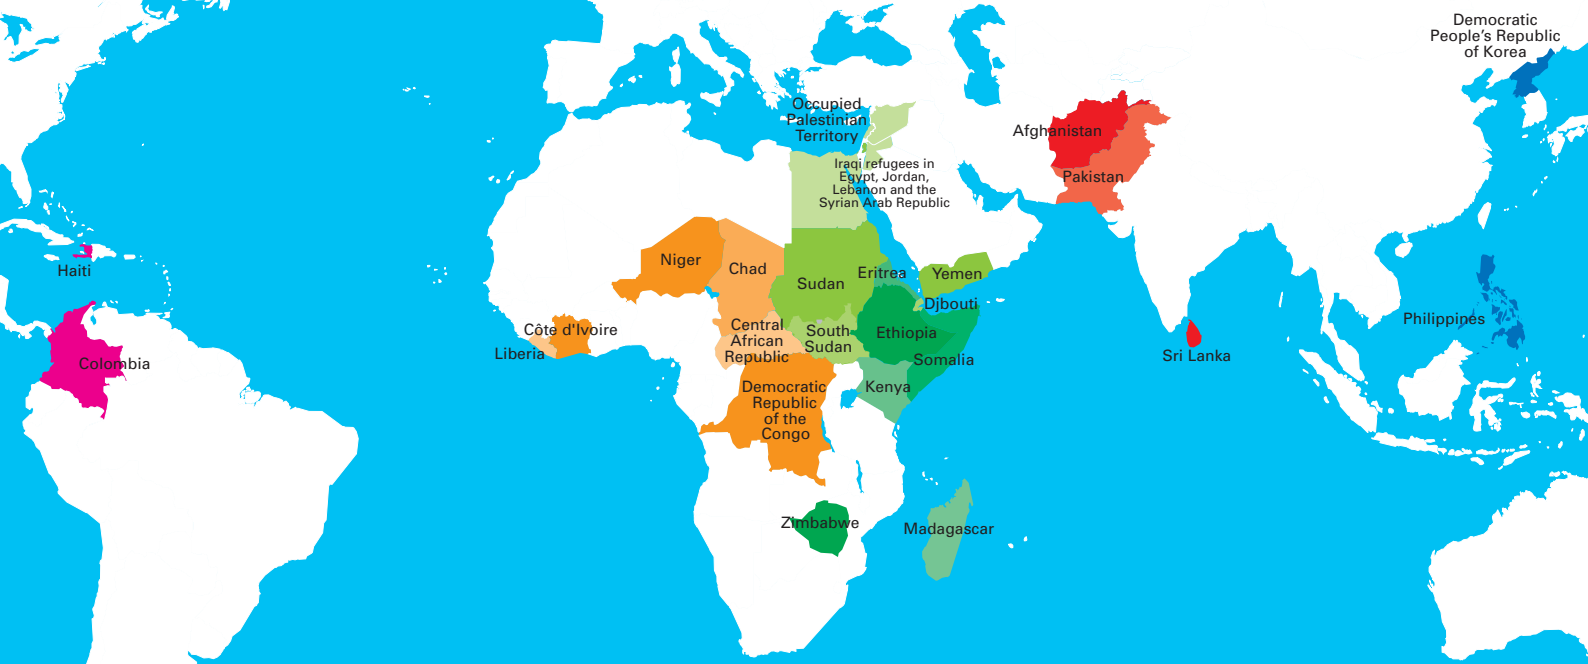 Democratic
People's Republic
of Korea
Occupied
Palestinian
Territory
Afghanistan
Iraqi refugees in
Egypt, Jordan,
Lebanon and the
Syrian Arab Republic
Pakistan
Haiti
Niger
Chad
Sudan
Eritrea
Yemen
Djibouti
Côte d'Ivoire
Liberia
Central
African
Republic
South
Sudan
Ethiopia
Somalia
Philippines
Sri Lanka
Colombia
Kenya
Democratic
Republic
of the
Congo
Zimbabwe
Madagascar